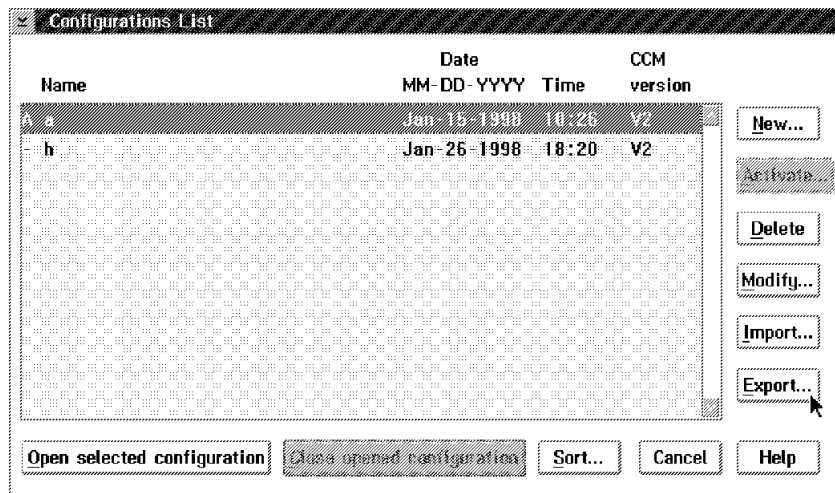 Configurations List
Date CCM
Name MM-DD-YYYY Time version
A a Jan-15-1998 10:26 V2
- h Jan-26-1998 18:20 V2
New...
Activate...
Delete
Modify...
Import...
Export...
Open selected configuration Close opened configuration Sort... Cancel Help